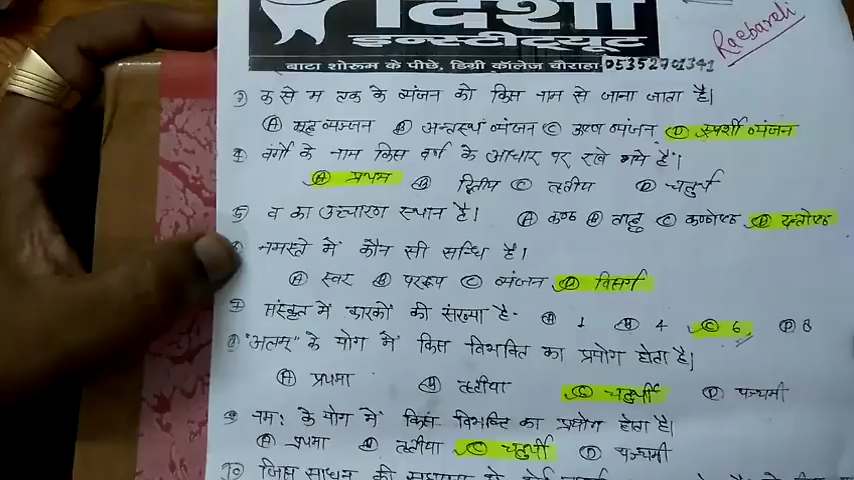 दिशा
इन्स्टीट्यूट
Raebareli
बाटा शोरूम के पीछे, डिग्री कॉलेज चौराहा 05352701341
③ क से म तक के व्यंजन को किस नाम से जाना जाता है।
Ⓐ व्यञ्जन Ⓑ अन्तस्थ व्यंजन Ⓒ उष्ण व्यंजन Ⓓ स्पर्शी व्यंजन
④ वर्गों के नाम किस वर्ण के आधार पर रखे गये हैं।
Ⓐ प्रथम Ⓑ द्वितीय Ⓒ तृतीय Ⓓ चतुर्थ
⑤ व का उच्चारण स्थान है। Ⓐ कण्ठ Ⓑ तालु Ⓒ कण्ठोष्ठ Ⓓ दन्तोष्ठ
नमस्ते में कौन सी सन्धि है।
Ⓐ स्वर Ⓑ पररूप Ⓒ व्यंजन Ⓓ विसर्ग
⑦ संस्कृत में कारकों की संख्या है- Ⓐ 1 Ⓑ 4 Ⓒ 6 Ⓓ 8
⑧ "अलम्" के योग में किस विभक्ति का प्रयोग होता है।
Ⓐ प्रथमा Ⓑ तृतीया Ⓒ चतुर्थी Ⓓ पञ्चमी
⑨ नमः के योग में किस विभक्ति का प्रयोग होता है।
Ⓐ प्रथमा Ⓑ तृतीया Ⓒ चतुर्थी Ⓓ पञ्चमी
10 जिस साधन की सहायता से कोई